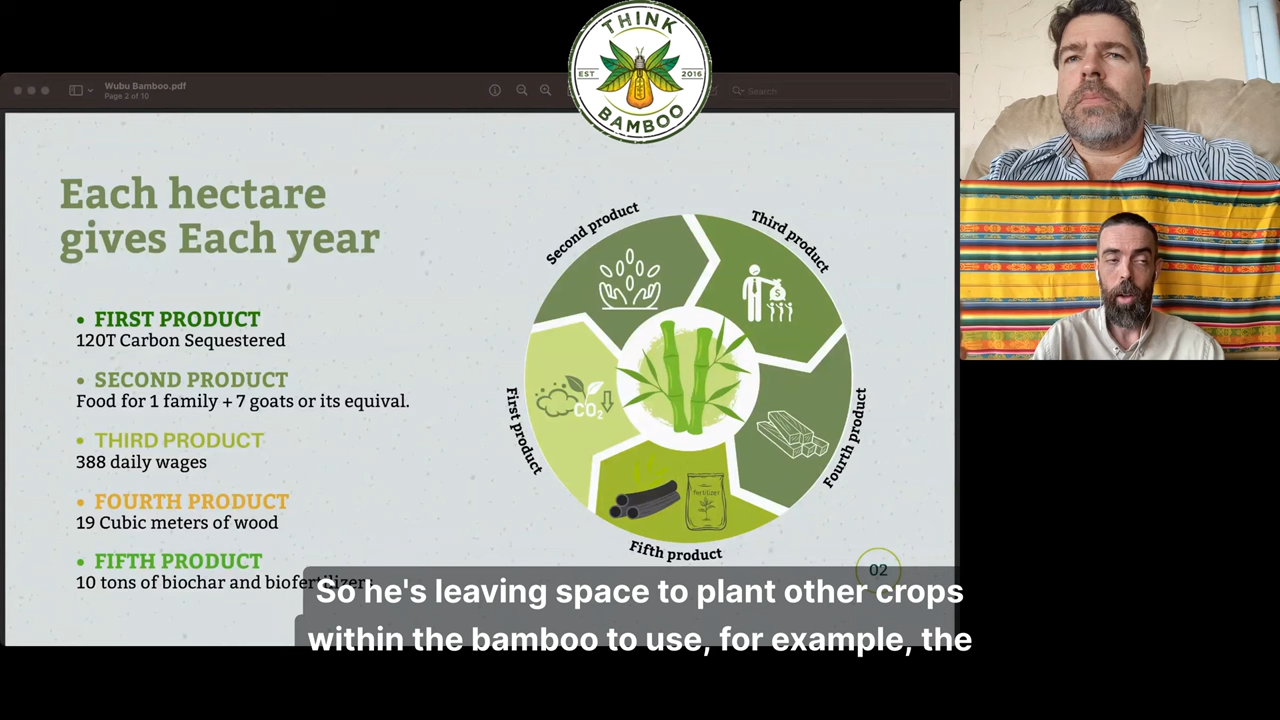 THINK
EST
2016
BAMBOO
Wubu Bamboo.pdf
Page 2 of 10
Search
Each hectare
gives Each year
• FIRST PRODUCT
120T Carbon Sequestered
• SECOND PRODUCT
Food for 1 family + 7 goats or its equival.
• THIRD PRODUCT
388 daily wages
• FOURTH PRODUCT
19 Cubic meters of wood
• FIFTH PRODUCT
10 tons of biochar and biofertilizers
Second product
Third product
First product
CO2
$
Fourth product
Fertilizer
Fifth product
02
So he's leaving space to plant other crops
within the bamboo to use, for example, the